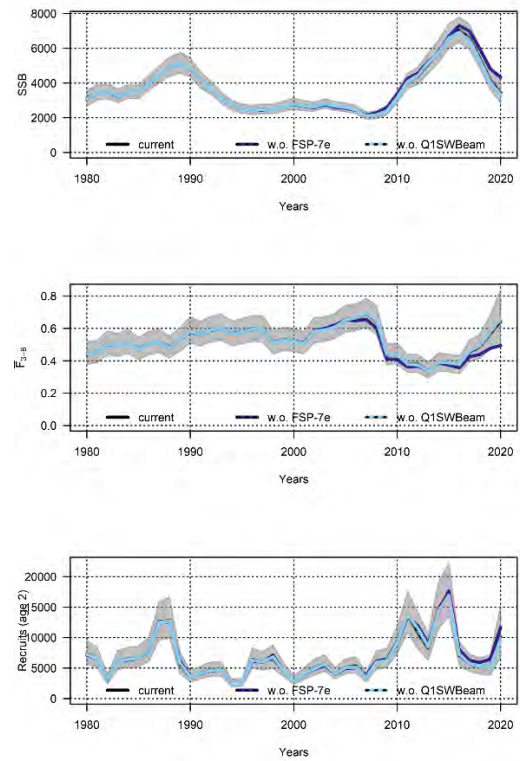 8000
6000
4000
2000
0
SSB
current w.o. FSP-7e w.o. Q1SWBeam
1980 1990 2000 2010 2020
Years
0.8
0.6
0.4
0.2
0.0
F̅3-6
current w.o. FSP-7e w.o. Q1SWBeam
1980 1990 2000 2010 2020
Years
20000
15000
10000
5000
0
Recruits (age 2)
current w.o. FSP-7e w.o. Q1SWBeam
1980 1990 2000 2010 2020
Years